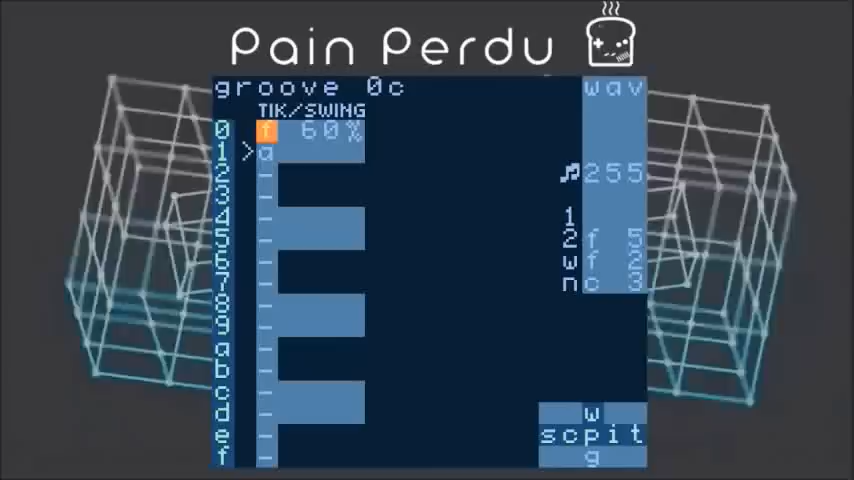 Pain Perdu
groove 0c wav
TIK/SWING
0 f 60%
1 >a
2 - 255
3 -
4 - 1
5 - 2 f 5
6 - w f 2
7 - n c 3
8 -
9 -
a -
b -
c -
d - w
e - scpit
f - g